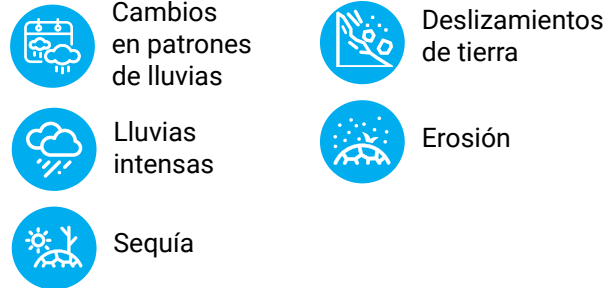 Cambios
en patrones
de lluvias
Lluvias
intensas
Sequía
Deslizamientos
de tierra
Erosión